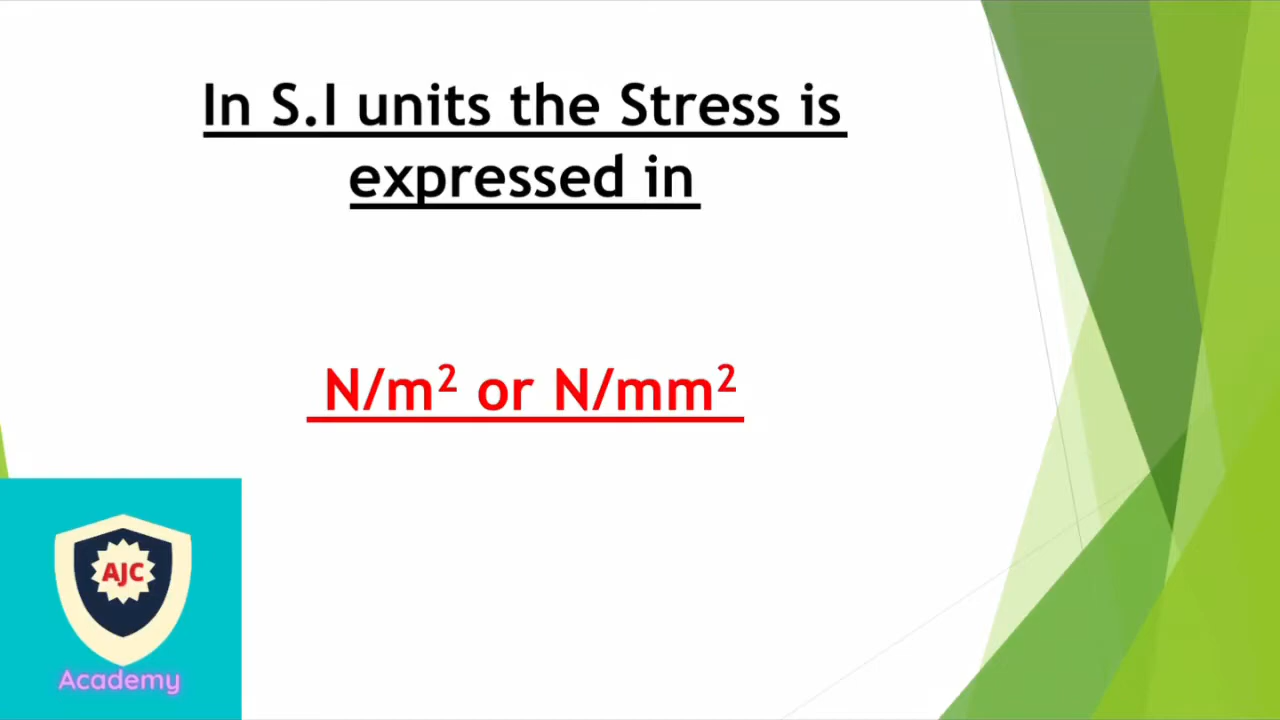 In S.I units the Stress is
expressed in
N/m² or N/mm²
AJC
Academy